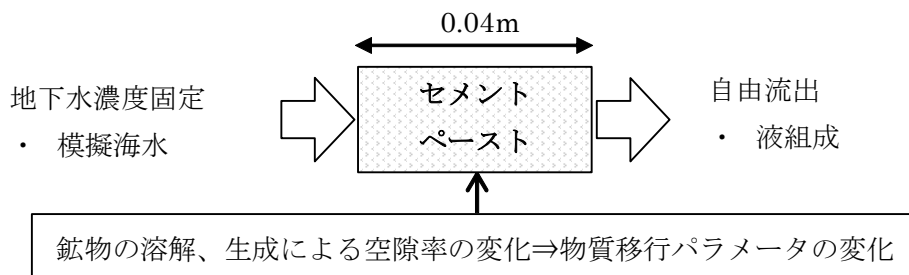 0.04m
地下水濃度固定
・ 模擬海水
セメント
ペースト
自由流出
・ 液組成
鉱物の溶解、生成による空隙率の変化⇒物質移行パラメータの変化